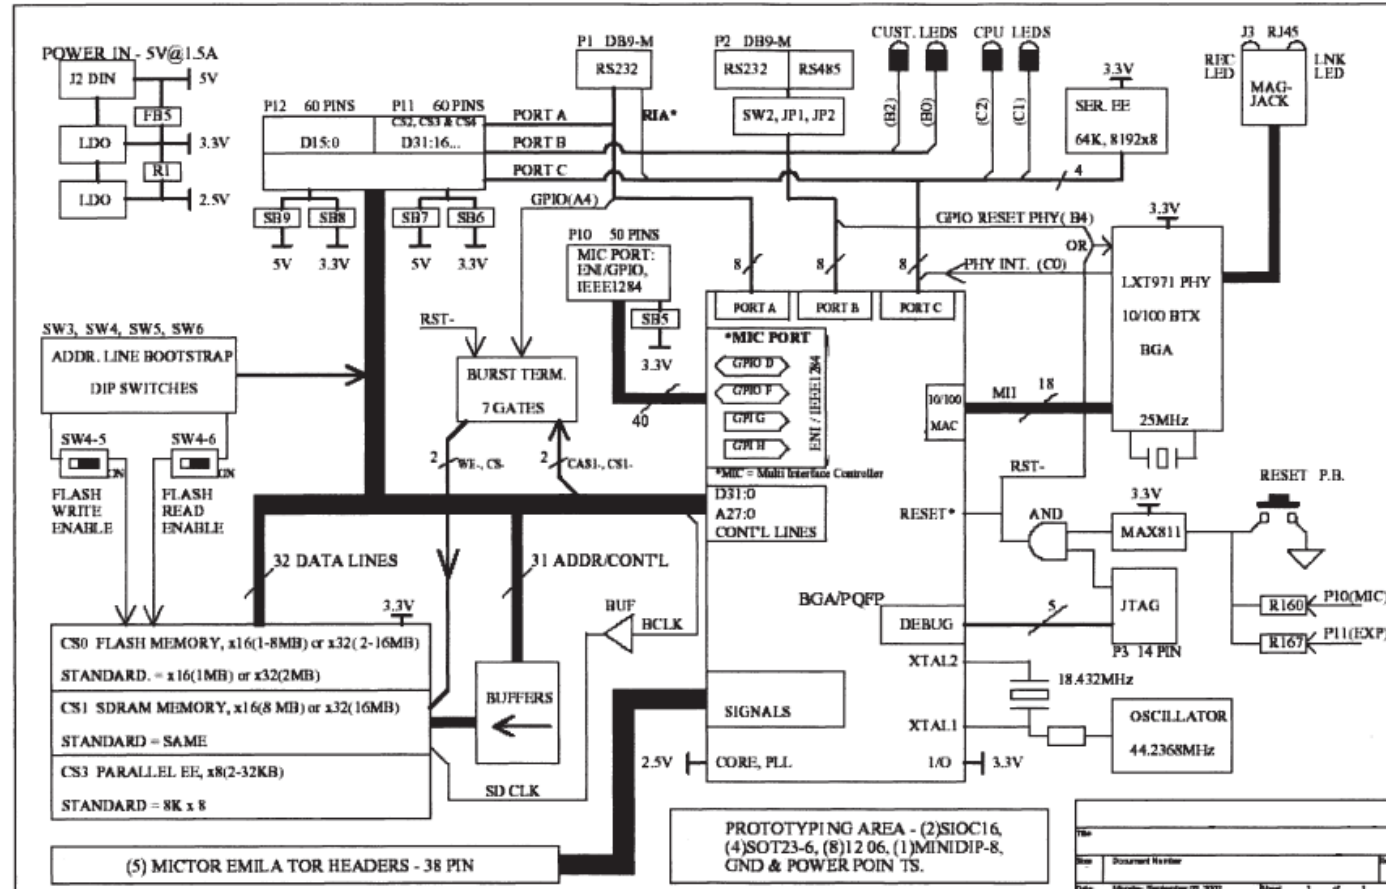 POWER IN - 5V@1.5A
J2 DIN
5V
FB5
LDO
3.3V
R1
LDO
2.5V
P12 60 PINS
P11 60 PINS
CS2, CS3 & CS4
D15:0
D31:16...
PORT A
PORT B
PORT C
SB9
SB8
SB7
SB6
5V
3.3V
5V
3.3V
P1 DB9-M
RS232
RIA*
P2 DB9-M
RS232
RS485
SW2, JP1, JP2
CUST. LEDS
CPU LEDS
(B2)
(B0)
(C2)
(C1)
3.3V
SER. EE
64K, 8192x8
4
J3 RJ45
REC
LED
LNK
LED
MAG-
JACK
GPIO(A4)
P10 50 PINS
MIC PORT:
ENI/GPIO,
IEEE1284
SB5
3.3V
40
8
8
8
GPIO RESET PHY( B4)
OR
PHY INT. (C0)
3.3V
LXT971 PHY
10/100 BTX
BGA
25MHz
PORT A
PORT B
PORT C
*MIC PORT
GPIO D
GPIO F
GPI G
GPI H
ENI / IEEE1284
*MIC = Multi Interface Controller
10/100
MAC
MII
18
SW3, SW4, SW5, SW6
ADDR. LINE BOOTSTRAP
DIP SWITCHES
SW4-5
ON
FLASH
WRITE
ENABLE
SW4-6
ON
FLASH
READ
ENABLE
RST-
BURST TERM.
7 GATES
2
WE-, CS-
2
CAS1-, CS1-
D31:0
A27:0
CONT'L LINES
RST-
RESET*
AND
3.3V
MAX811
RESET P.B.
R160
P10(MIC)
R167
P11(EXP)
JTAG
P3 14 PIN
BGA/PQFP
DEBUG
5
32 DATA LINES
31 ADDR/CONT'L
BUF
BCLK
3.3V
CS0 FLASH MEMORY, x16(1-8MB) or x32( 2-16MB)
STANDARD. = x16(1MB) or x32(2MB)
CS1 SDRAM MEMORY, x16(8 MB) or x32(16MB)
STANDARD = SAME
CS3 PARALLEL EE, x8(2-32KB)
STANDARD = 8K x 8
BUFFERS
SD CLK
SIGNALS
XTAL2
18.432MHz
XTAL1
OSCILLATOR
44.2368MHz
2.5V
CORE, PLL
I/O
3.3V
(5) MICTOR EMILA TOR HEADERS - 38 PIN
PROTOTYPING AREA - (2)SIOC16,
(4)SOT23-6, (8)12 06, (1)MINIDIP-8,
GND & POWER POIN TS.
Title
Size
Document Number